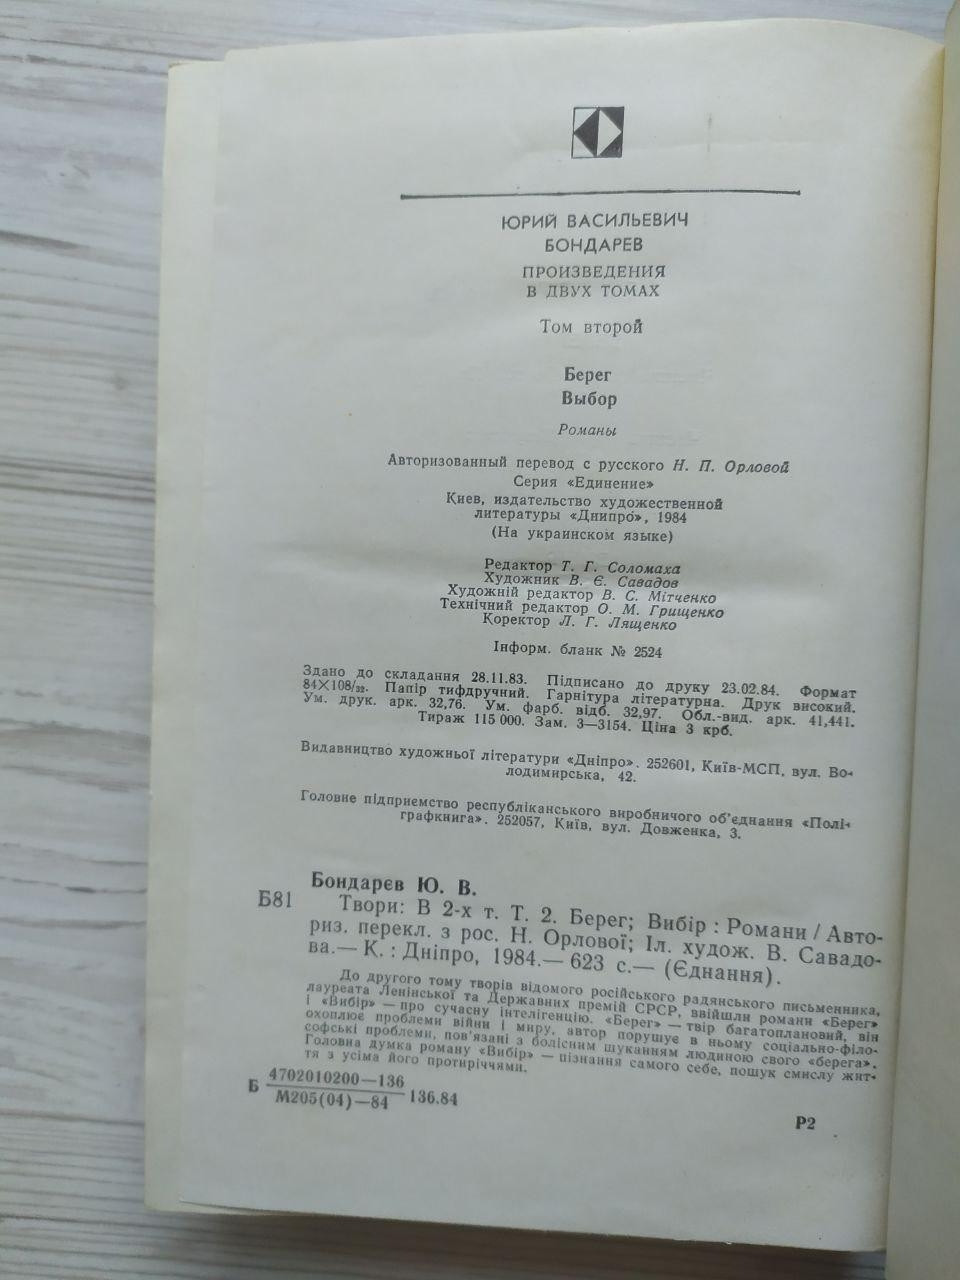 ЮРИЙ ВАСИЛЬЕВИЧ
БОНДАРЕВ
ПРОИЗВЕДЕНИЯ
В ДВУХ ТОМАХ
Том второй
Берег
Выбор
Романы
Авторизованный перевод с русского Н. П. Орловой
Серия «Единение»
Киев, издательство художественной
литературы «Дніпро», 1984
(На украинском языке)
Редактор Т. Г. Соломаха
Художник В. Є. Савадов
Художній редактор В. С. Мітченко
Технічний редактор О. М. Грищенко
Коректор Л. Г. Лященко
Інформ. бланк № 2524
Здано до складання 28.11.83. Підписано до друку 23.02.84. Формат
84×108/32. Папір тифдручний. Гарнітура літературна. Друк високий.
Ум. друк. арк. 32,76. Ум. фарб. відб. 32,97. Обл.-вид. арк. 41,441.
Тираж 115 000. Зам. 3—3154. Ціна 3 крб.
Видавництво художньої літератури «Дніпро». 252601, Київ-МСП, вул. Во-
лодимирська, 42.
Головне підприємство республіканського виробничого об'єднання «Полі-
графкнига». 252057, Київ, вул. Довженка, 3.
Бондарєв Ю. В.
Б81 Твори: В 2-х т. Т. 2. Берег; Вибір : Романи / Авто-
риз. перекл. з рос. Н. Орлової; Іл. худож. В. Савадо-
ва.— К. : Дніпро, 1984.— 623 с.— (Єднання).
До другого тому творів відомого російського радянського письменника,
лауреата Ленінської та Державних премій СРСР, ввійшли романи «Берег»
і «Вибір» — про сучасну інтелігенцію. «Берег» — твір багатоплановий, він
охоплює проблеми війни і миру, автор порушує в ньому соціально-філо-
софські проблеми, пов'язані з болісним шуканням людиною свого «берега».
Головна думка роману «Вибір» — пізнання самого себе, пошук смислу жит-
тя з усіма його протиріччями.
Б 4702010200—136
М205(04)—84 136.84
Р2